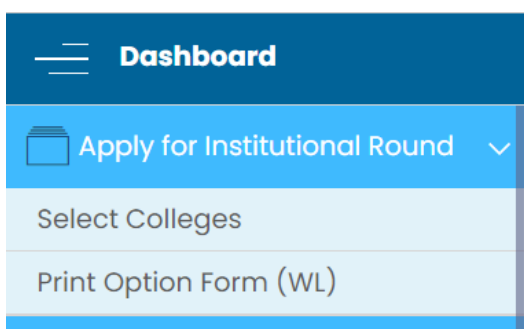 Dashboard
Apply for Institutional Round
Select Colleges
Print Option Form (WL)